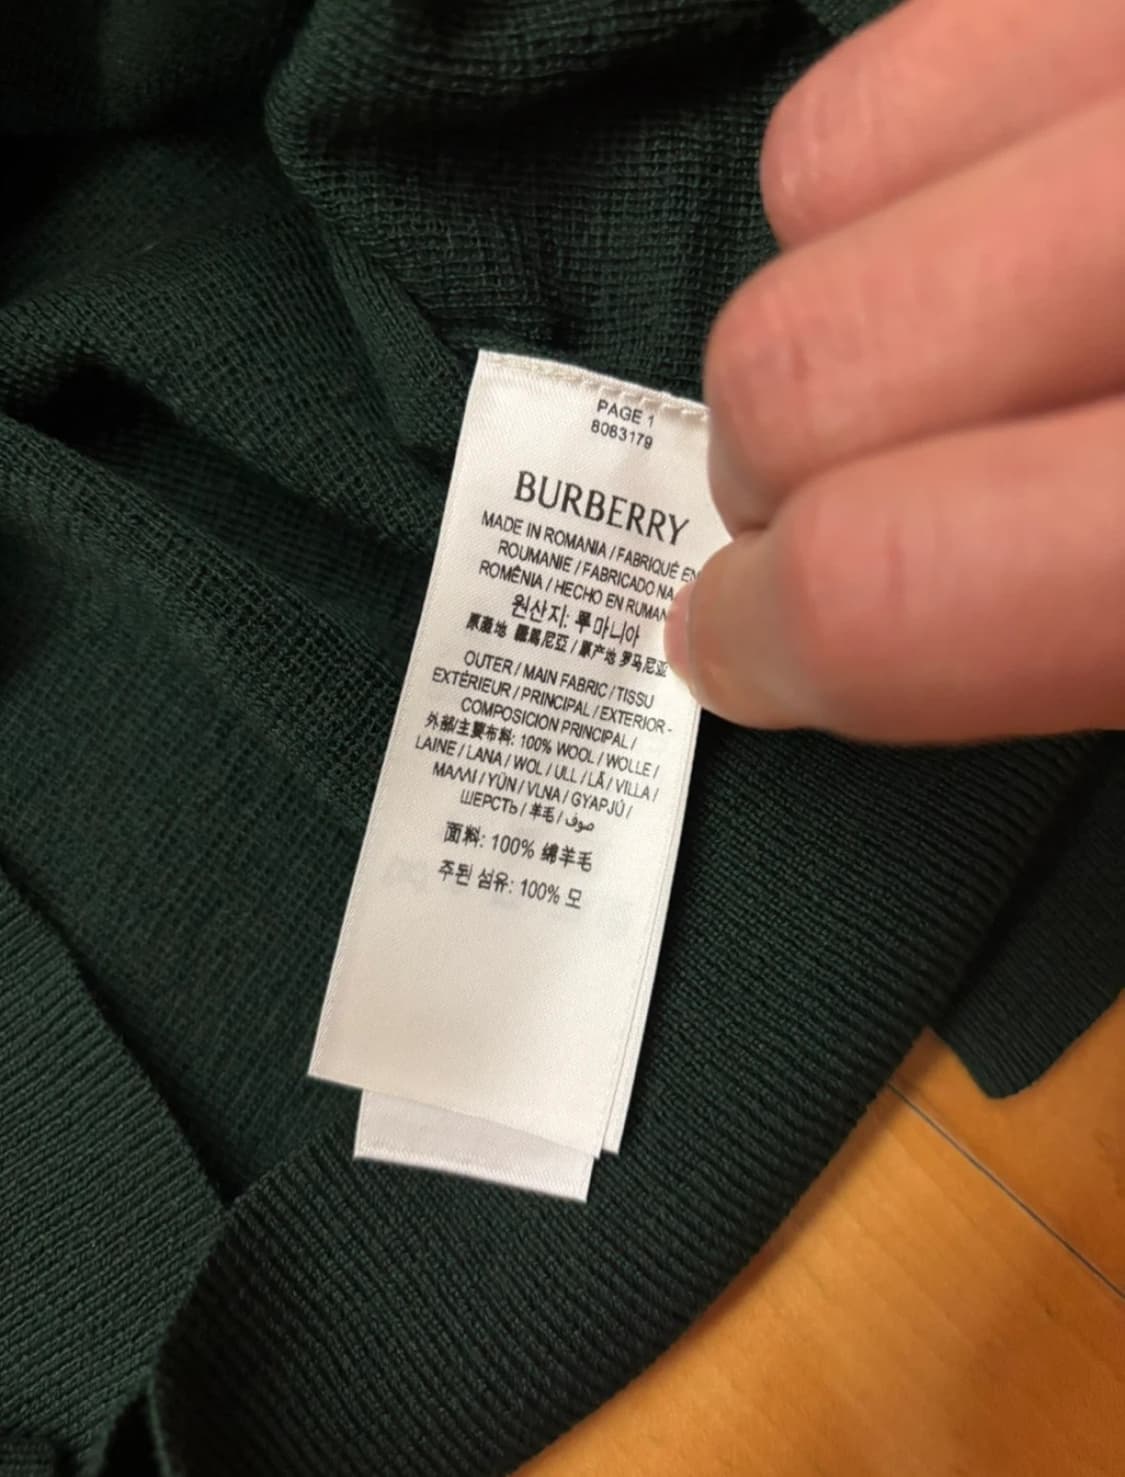 PAGE 1
8063179
BURBERRY
MADE IN ROMANIA / FABRIQUÉ EN
ROUMANIE / FABRICADO NA
ROMÊNIA / HECHO EN RUMAN
원산지: 루마니아
原產地 羅馬尼亞 / 原产地 罗马尼亚
OUTER / MAIN FABRIC / TISSU
EXTÉRIEUR / PRINCIPAL / EXTERIOR -
COMPOSICION PRINCIPAL /
外部/主要布料: 100% WOOL / WOLLE /
LAINE / LANA / WOL / ULL / LÃ / VILLA /
ΜΑΛΛΙ / YÜN / VLNA / GYAPJÚ /
ШЕРСТЬ / 羊毛 / صوف
面料: 100% 绵羊毛
주된 섬유: 100% 모